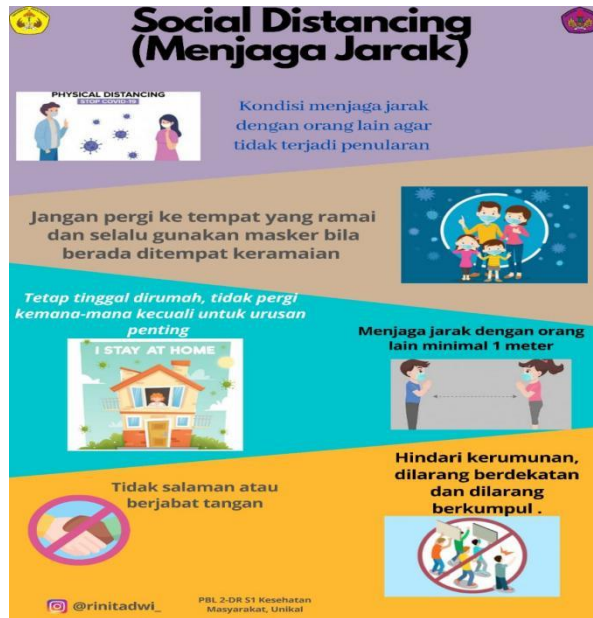 Social Distancing
(Menjaga Jarak)
PHYSICAL DISTANCING
STOP COVID-19
Kondisi menjaga jarak
dengan orang lain agar
tidak terjadi penularan
Jangan pergi ke tempat yang ramai
dan selalu gunakan masker bila
berada ditempat keramaian
Tetap tinggal dirumah, tidak pergi
kemana-mana kecuali untuk urusan
penting
I STAY AT HOME
Menjaga jarak dengan orang
lain minimal 1 meter
Tidak salaman atau
berjabat tangan
Hindari kerumunan,
dilarang berdekatan
dan dilarang
berkumpul .
@rinitadwi_
PBL 2-DR S1 Kesehatan
Masyarakat, Unikal